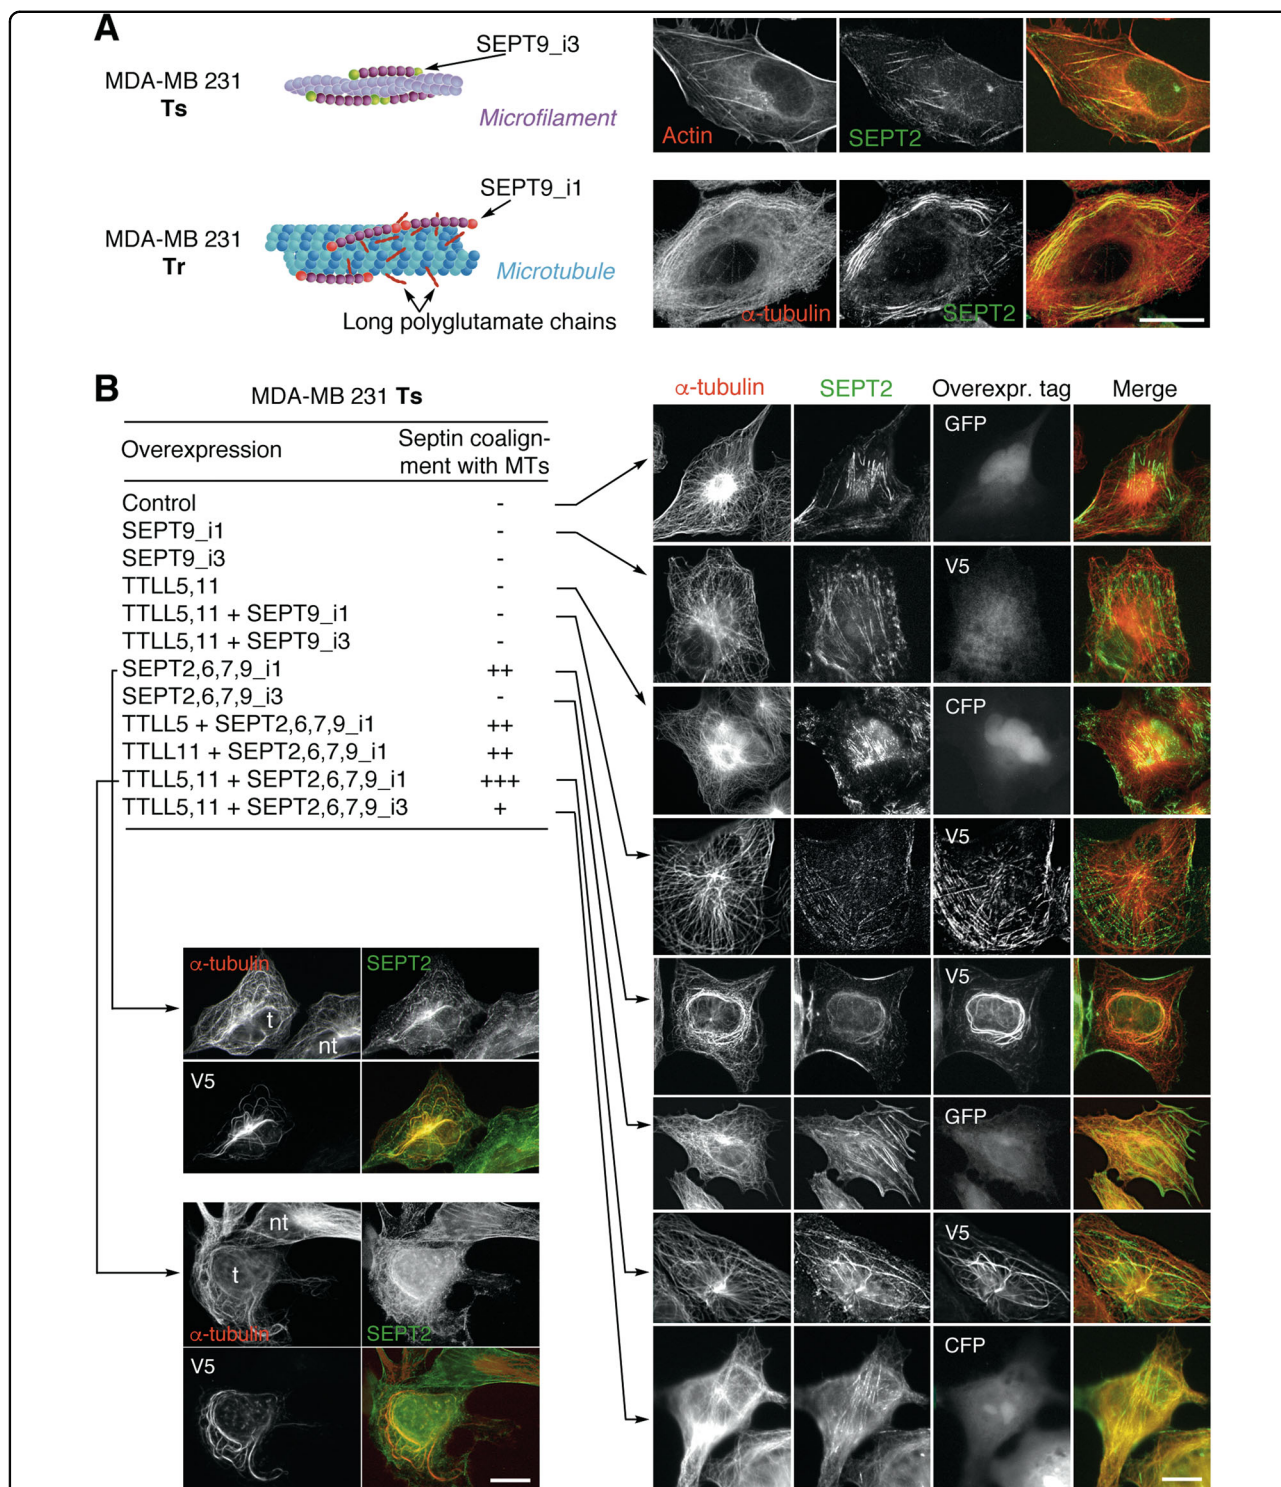 A
MDA-MB 231
Ts
SEPT9_i3
Microfilament
Actin
SEPT2
MDA-MB 231
Tr
SEPT9_i1
Microtubule
Long polyglutamate chains
α-tubulin
SEPT2
B
MDA-MB 231 Ts
Overexpression
Septin coalign-
ment with MTs
Control -
SEPT9_i1 -
SEPT9_i3 -
TTLL5,11 -
TTLL5,11 + SEPT9_i1 -
TTLL5,11 + SEPT9_i3 -
SEPT2,6,7,9_i1 ++
SEPT2,6,7,9_i3 -
TTLL5 + SEPT2,6,7,9_i1 ++
TTLL11 + SEPT2,6,7,9_i1 ++
TTLL5,11 + SEPT2,6,7,9_i1 +++
TTLL5,11 + SEPT2,6,7,9_i3 +
α-tubulin SEPT2
t
nt
V5
nt
t
α-tubulin SEPT2
V5
α-tubulin SEPT2 Overexpr. tag Merge
GFP
V5
CFP
V5
V5
GFP
V5
CFP